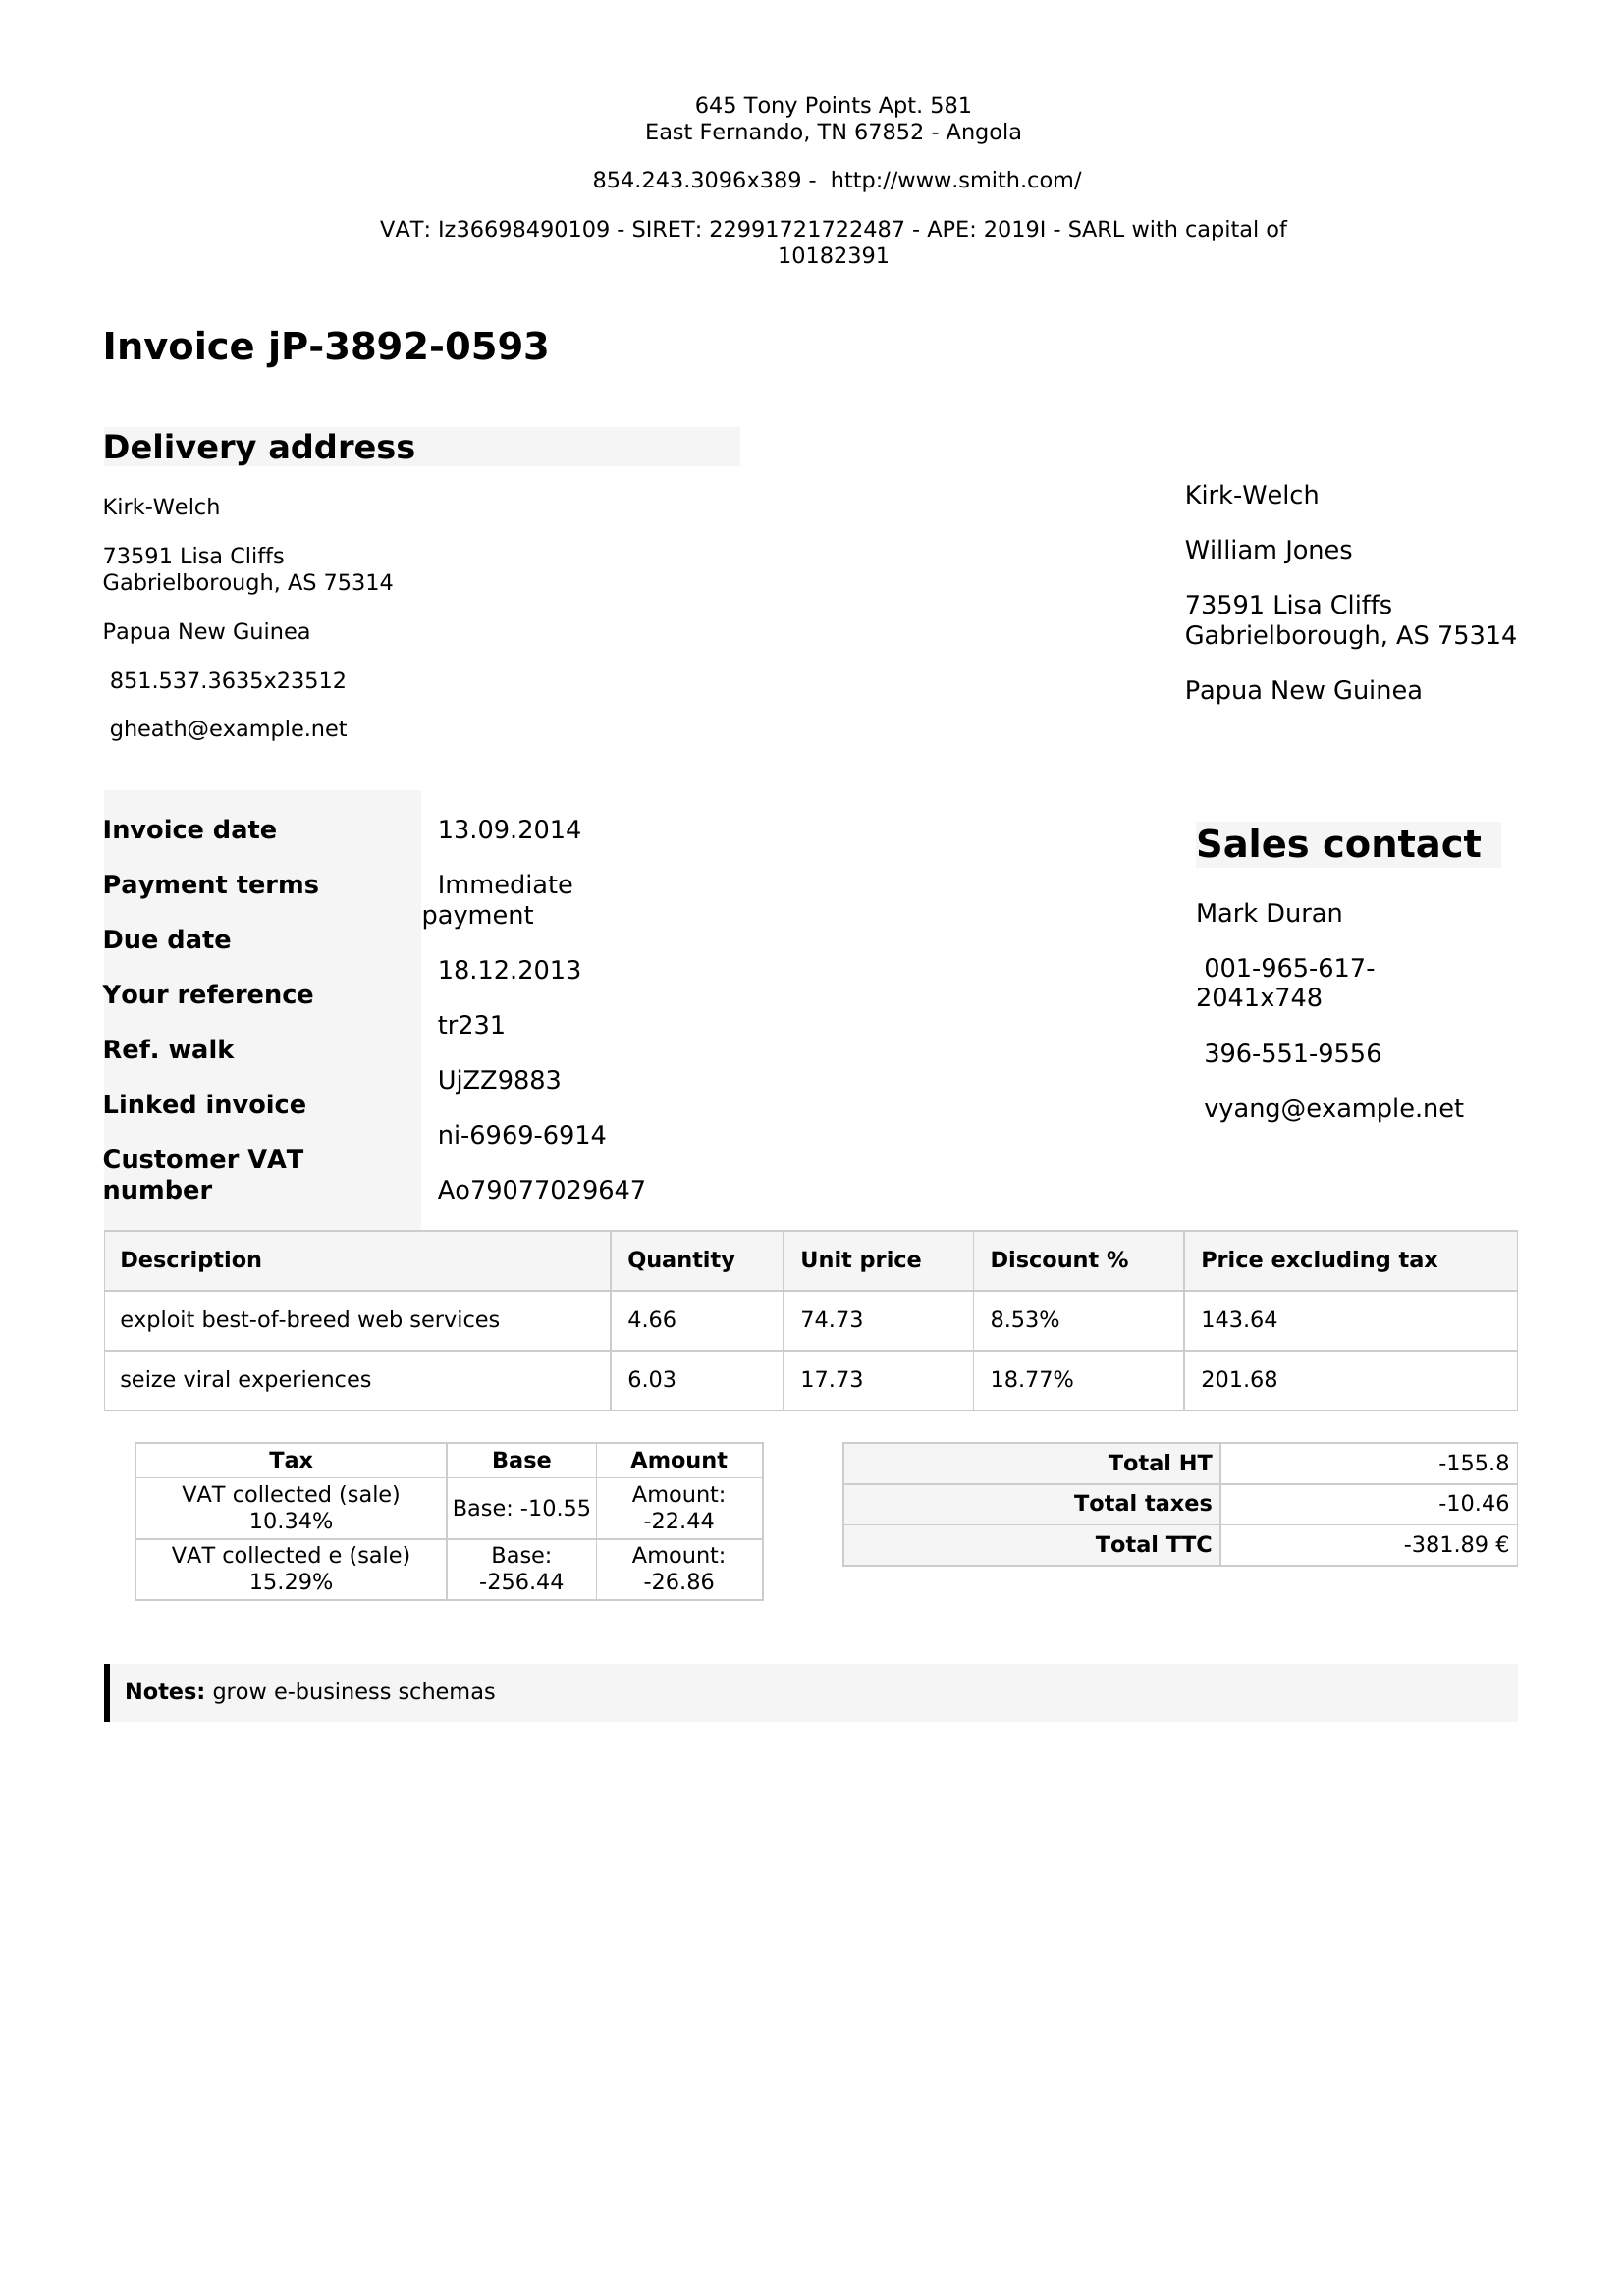 645 Tony Points Apt. 581
East Fernando, TN 67852 - Angola
854.243.3096x389 -  http://www.smith.com/
VAT: Iz36698490109 - SIRET: 22991721722487 - APE: 2019I - SARL with capital of
10182391
Invoice jP-3892-0593
Delivery address
Kirk-Welch
73591 Lisa Cliffs
Gabrielborough, AS 75314
Papua New Guinea
851.537.3635x23512
gheath@example.net
Kirk-Welch
William Jones
73591 Lisa Cliffs
Gabrielborough, AS 75314
Papua New Guinea
Invoice date
Payment terms
Due date
Your reference
Ref. walk
Linked invoice
Customer VAT
number
13.09.2014
Immediate
payment
18.12.2013
tr231
UjZZ9883
ni-6969-6914
Ao79077029647
Sales contact
Mark Duran
001-965-617-
2041x748
396-551-9556
vyang@example.net
Description Quantity Unit price Discount % Price excluding tax
exploit best-of-breed web services 4.66 74.73 8.53% 143.64
seize viral experiences 6.03 17.73 18.77% 201.68
Tax Base Amount
VAT collected (sale)
10.34%
Base: -10.55
Amount:
-22.44
VAT collected e (sale)
15.29%
Base:
-256.44
Amount:
-26.86
Total HT -155.8
Total taxes -10.46
Total TTC -381.89 €
Notes: grow e-business schemas